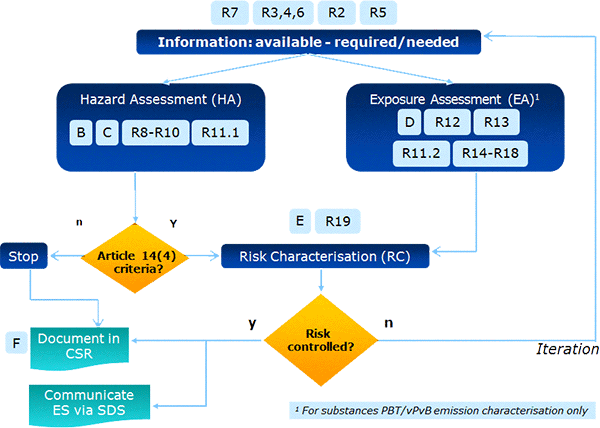 R7 R3,4,6 R2 R5
Information: available - required/needed
Hazard Assessment (HA)
B C R8-R10 R11.1
Exposure Assessment (EA)¹
D R12 R13
R11.2 R14-R18
n Y
E R19
Stop
Article 14(4)
criteria?
Risk Characterisation (RC)
y n
Risk
controlled?
Iteration
F
Document in
CSR
Communicate
ES via SDS
¹ For substances PBT/vPvB emission characterisation only